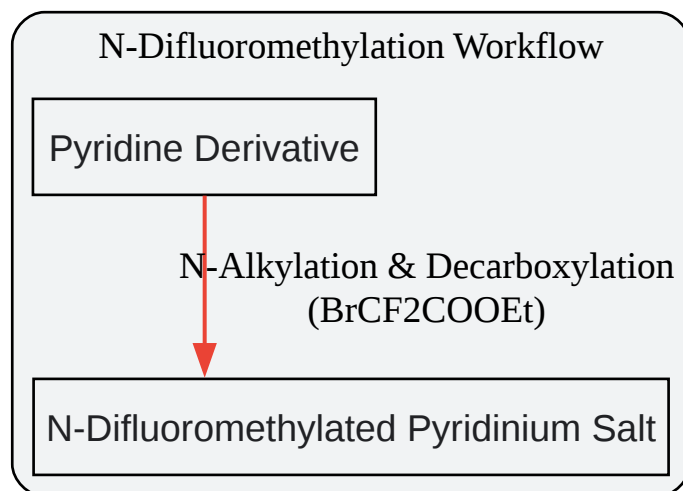 N-Difluoromethylation Workflow
Pyridine Derivative
N-Alkylation & Decarboxylation
(BrCF2COOEt)
N-Difluoromethylated Pyridinium Salt